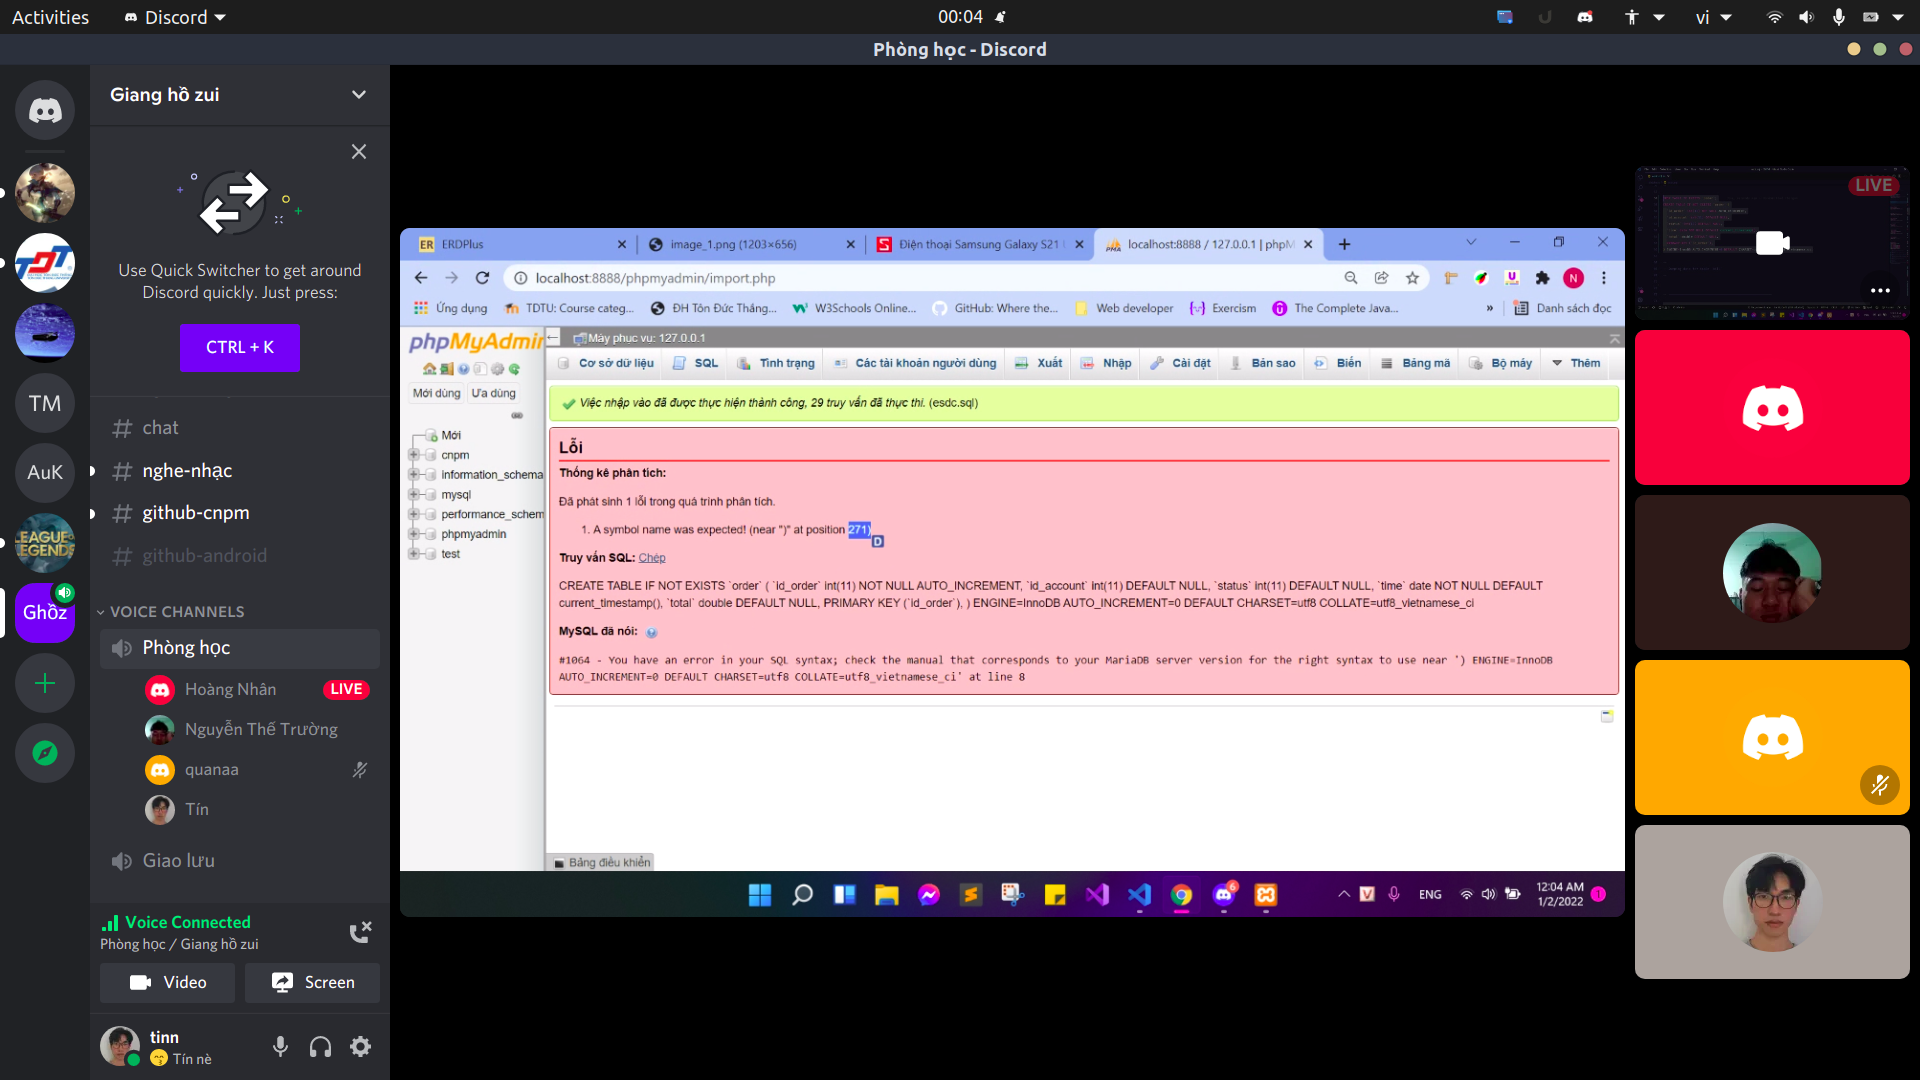 Activities
Discord
00:04
vi
Phòng học - Discord
Giang hồ zui
Use Quick Switcher to get around
Discord quickly. Just press:
CTRL + K
TM
AuK
LEAGUE
LEGENDS
Ghồz
chat
nghe-nhạc
github-cnpm
github-android
VOICE CHANNELS
Phòng học
Hoàng Nhân
LIVE
Nguyễn Thế Trường
quanaa
Tín
Giao lưu
Voice Connected
Phòng học / Giang hồ zui
Video
Screen
tinn
Tín nè
ER ERDPlus
image_1.png (1203×656)
Điện thoại Samsung Galaxy S21
localhost:8888 / 127.0.0.1 | phpM
localhost:8888/phpmyadmin/import.php
N
Ứng dụng
TDTU: Course categ...
ĐH Tôn Đức Thắng...
W3Schools Online...
GitHub: Where the...
Web developer
Exercism
The Complete Java...
»
Danh sách đọc
phpMyAdmin
Mới dùng
Ưa dùng
Mới
cnpm
information_schema
mysql
performance_schem
phpmyadmin
test
Máy phục vụ: 127.0.0.1
Cơ sở dữ liệu
SQL
Tình trạng
Các tài khoản người dùng
Xuất
Nhập
Cài đặt
Bản sao
Biến
Bảng mã
Bộ máy
Thêm
Việc nhập vào đã được thực hiện thành công, 29 truy vấn đã thực thi. (esdc.sql)
Lỗi
Thống kê phân tích:
Đã phát sinh 1 lỗi trong quá trình phân tích.
1. A symbol name was expected! (near ")" at position 271)
Truy vấn SQL: Chép
CREATE TABLE IF NOT EXISTS `order` ( `id_order` int(11) NOT NULL AUTO_INCREMENT, `id_account` int(11) DEFAULT NULL, `status` int(11) DEFAULT NULL, `time` date NOT NULL DEFAULT
current_timestamp(), `total` double DEFAULT NULL, PRIMARY KEY (`id_order`), ) ENGINE=InnoDB AUTO_INCREMENT=0 DEFAULT CHARSET=utf8 COLLATE=utf8_vietnamese_ci
MySQL đã nói:
#1064 - You have an error in your SQL syntax; check the manual that corresponds to your MariaDB server version for the right syntax to use near ') ENGINE=InnoDB
AUTO_INCREMENT=0 DEFAULT CHARSET=utf8 COLLATE=utf8_vietnamese_ci' at line 8
Bảng điều khiển
6
ENG
12:04 AM
1/2/2022
1
LIVE